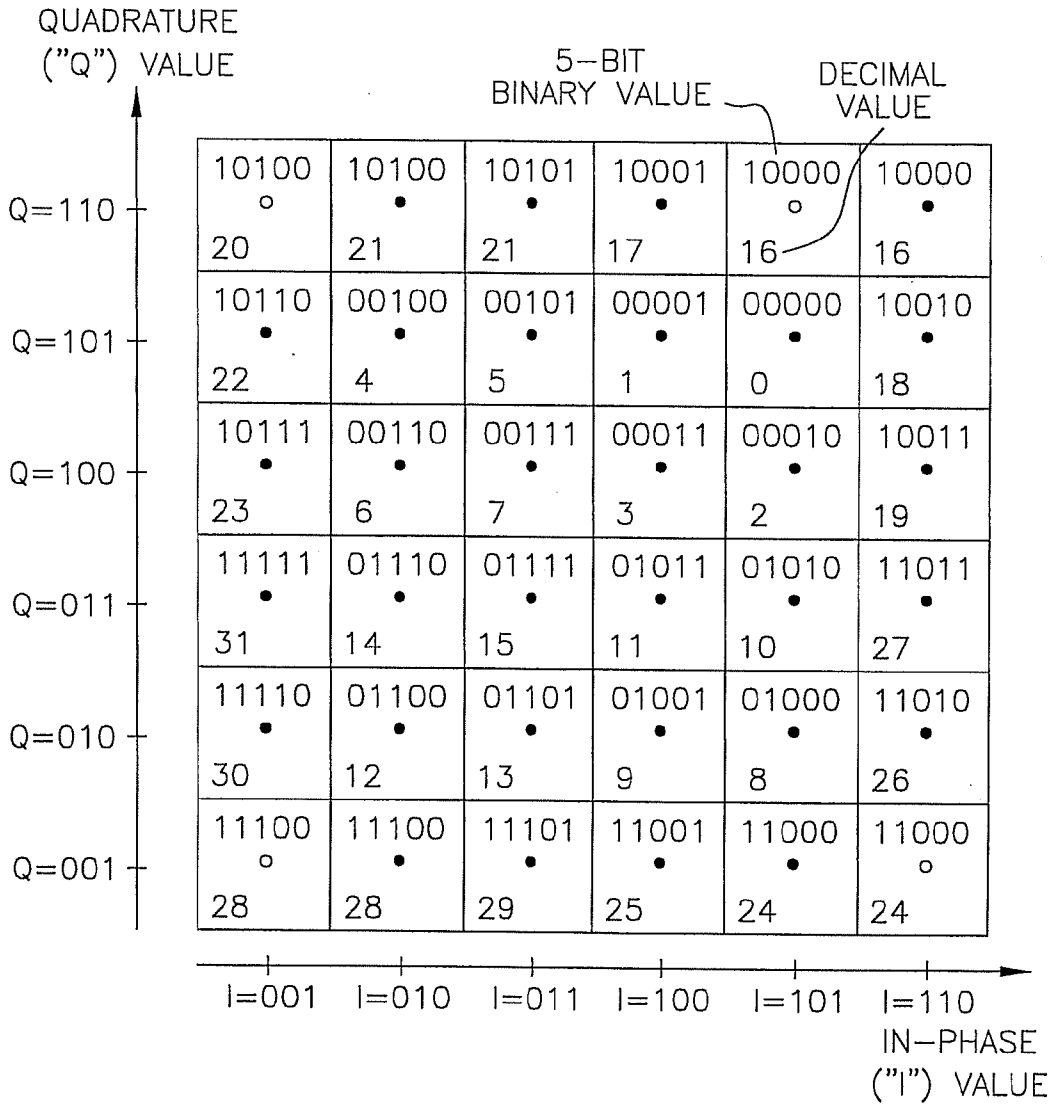 QUADRATURE
("Q") VALUE
5-BIT
BINARY VALUE
DECIMAL
VALUE
10100 10100 10101 10001 10000 10000
Q=110
20 21 21 17 16 16
10110 00100 00101 00001 00000 10010
Q=101
22 4 5 1 0 18
10111 00110 00111 00011 00010 10011
Q=100
23 6 7 3 2 19
11111 01110 01111 01011 01010 11011
Q=011
31 14 15 11 10 27
11110 01100 01101 01001 01000 11010
Q=010
30 12 13 9 8 26
11100 11100 11101 11001 11000 11000
Q=001
28 28 29 25 24 24
I=001 I=010 I=011 I=100 I=101 I=110
IN-PHASE
("I") VALUE